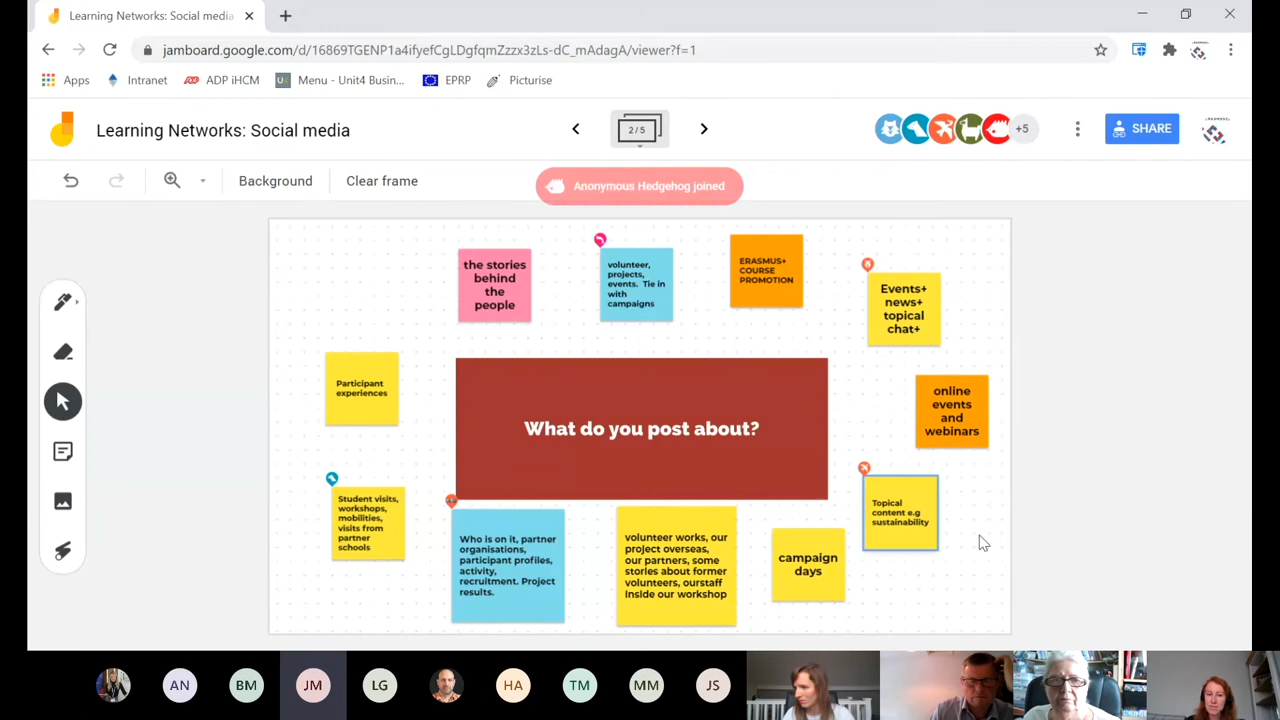 Learning Networks: Social media
jamboard.google.com/d/16869TGENP1a4ifyefCgLDgfqmZzzx3zLs-dC_mAdagA/viewer?f=1
Apps
Intranet
ADP iHCM
Menu - Unit4 Busin...
EPRP
Picturise
Learning Networks: Social media
2 / 5
+5
SHARE
Background
Clear frame
Anonymous Hedgehog joined
the stories
behind
the
people
volunteer,
projects,
events. Tie in
with
campaigns
ERASMUS+
COURSE
PROMOTION
Events+
news+
topical
chat+
Participant
experiences
What do you post about?
online
events
and
webinars
Student visits,
workshops,
mobilities,
visits from
partner
schools
Who is on it, partner
organisations,
participant profiles,
activity,
recruitment. Project
results.
volunteer works, our
project overseas,
our partners, some
stories about former
volunteers, ourstaff
inside our workshop
campaign
days
Topical
content e.g
sustainability
AN
BM
JM
LG
HA
TM
MM
JS